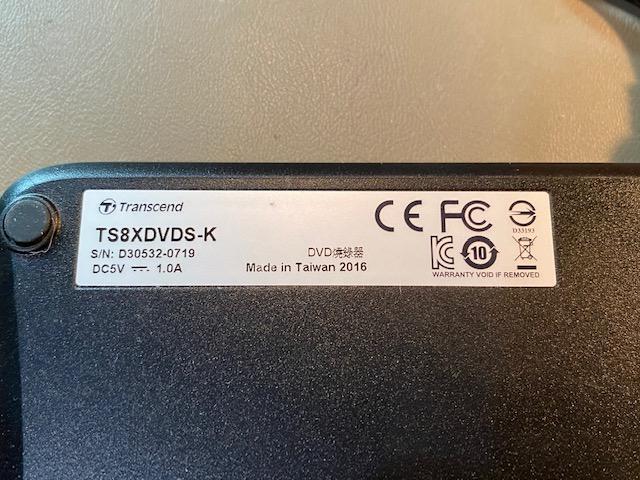 Transcend
TS8XDVDS-K
S/N: D30532-0719
DC5V ⎓ 1.0A
DVD燒錄器
Made in Taiwan 2016
CE FC
D33193
10
WARRANTY VOID IF REMOVED